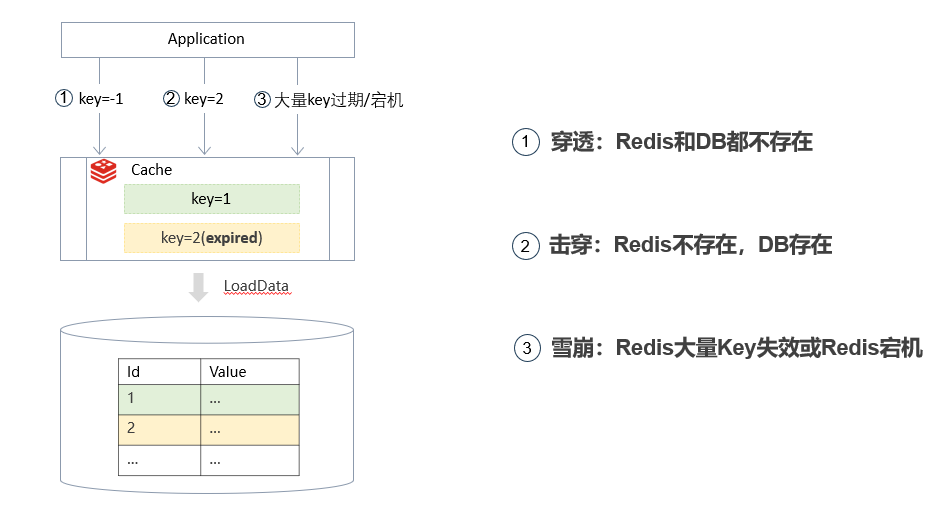 Application
① key=-1
② key=2
③ 大量key过期/宕机
Cache
key=1
key=2(expired)
LoadData
Id Value
1 ...
2 ...
... ...
① 穿透：Redis和DB都不存在
② 击穿：Redis不存在，DB存在
③ 雪崩：Redis大量Key失效或Redis宕机